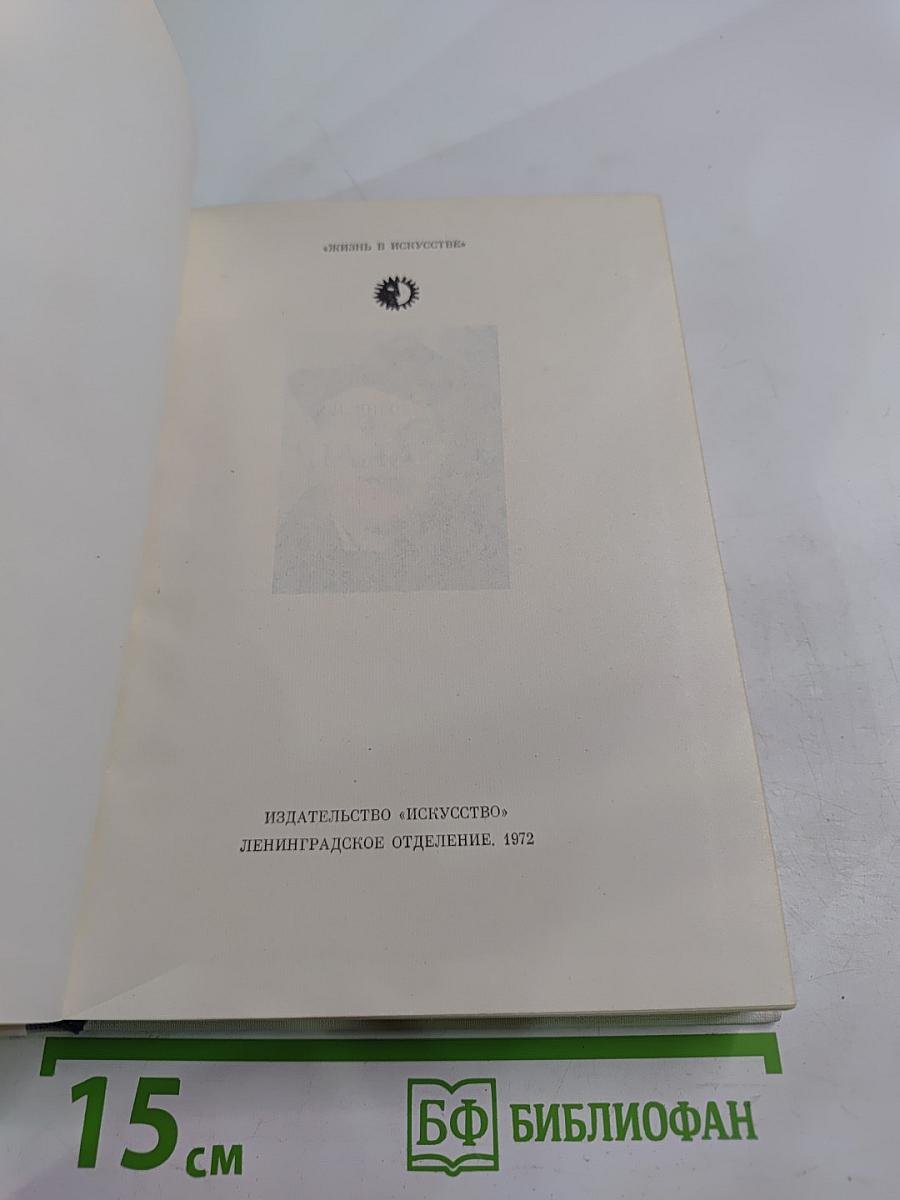 «ЖИЗНЬ В ИСКУССТВЕ»
ИЗДАТЕЛЬСТВО «ИСКУССТВО»
ЛЕНИНГРАДСКОЕ ОТДЕЛЕНИЕ. 1972
15 см
БФ БИБЛИОФАН